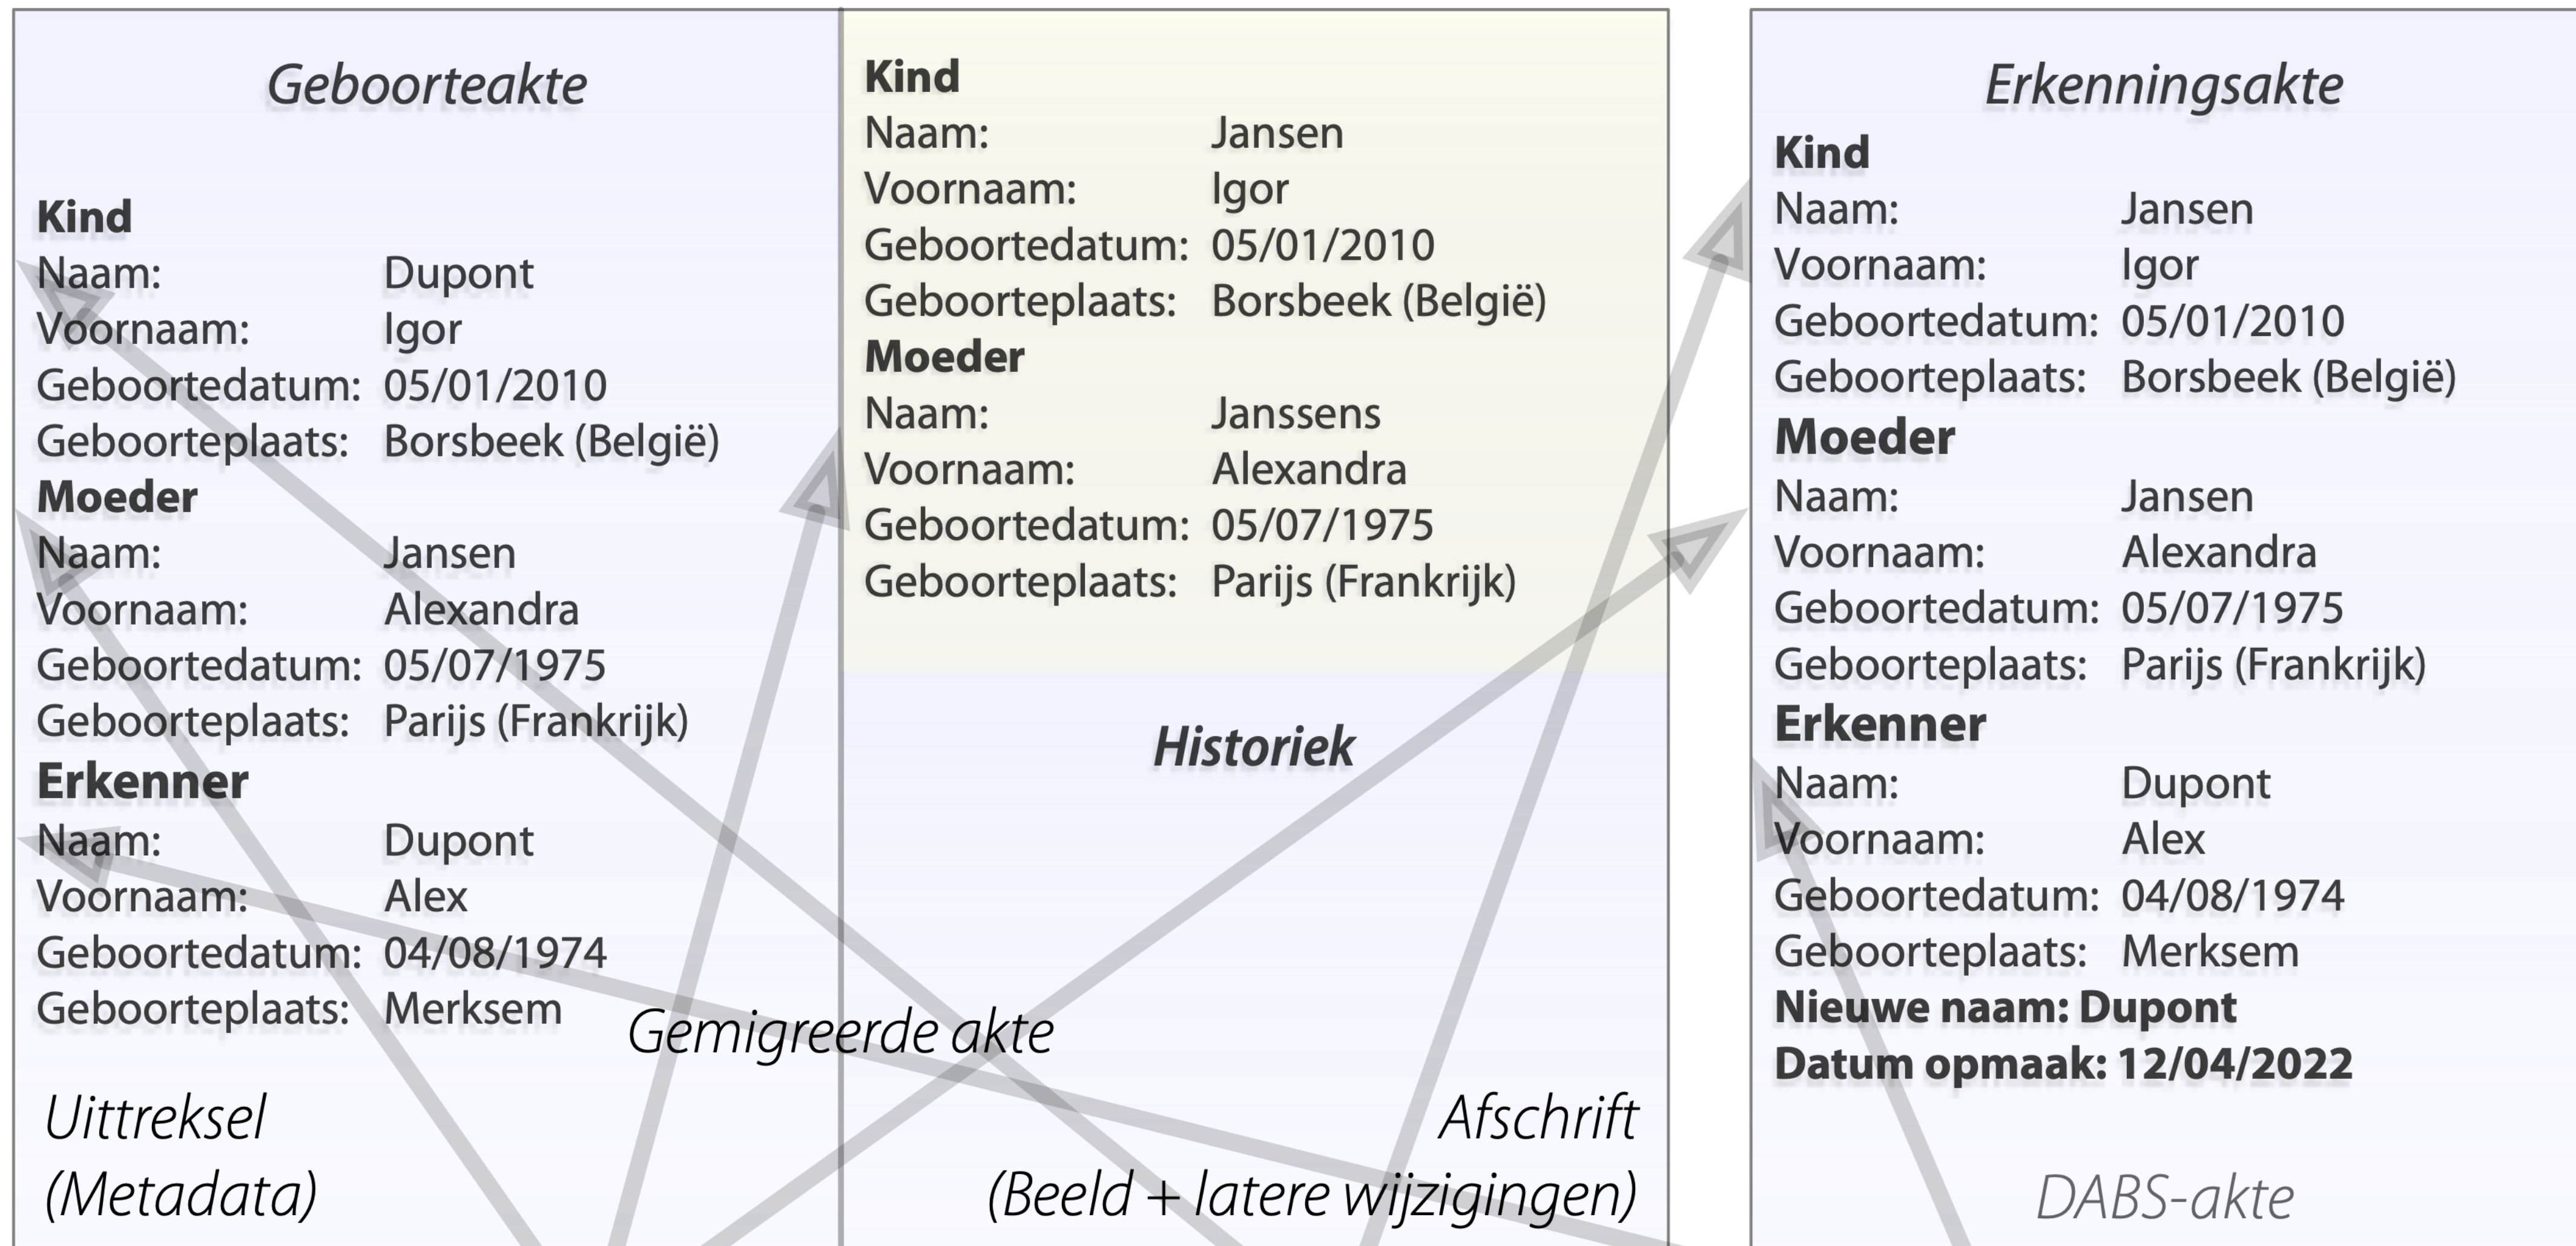 Geboorteakte
Kind
Naam: Dupont
Voornaam: Igor
Geboortedatum: 05/01/2010
Geboorteplaats: Borsbeek (België)
Moeder
Naam: Jansen
Voornaam: Alexandra
Geboortedatum: 05/07/1975
Geboorteplaats: Parijs (Frankrijk)
Erkenner
Naam: Dupont
Voornaam: Alex
Geboortedatum: 04/08/1974
Geboorteplaats: Merksem
Uittreksel
(Metadata)
Gemigreerde akte
Kind
Naam: Jansen
Voornaam: Igor
Geboortedatum: 05/01/2010
Geboorteplaats: Borsbeek (België)
Moeder
Naam: Janssens
Voornaam: Alexandra
Geboortedatum: 05/07/1975
Geboorteplaats: Parijs (Frankrijk)
Historiek
Afschrift
(Beeld + latere wijzigingen)
Erkenningsakte
Kind
Naam: Jansen
Voornaam: Igor
Geboortedatum: 05/01/2010
Geboorteplaats: Borsbeek (België)
Moeder
Naam: Jansen
Voornaam: Alexandra
Geboortedatum: 05/07/1975
Geboorteplaats: Parijs (Frankrijk)
Erkenner
Naam: Dupont
Voornaam: Alex
Geboortedatum: 04/08/1974
Geboorteplaats: Merksem
Nieuwe naam: Dupont
Datum opmaak: 12/04/2022
DABS-akte